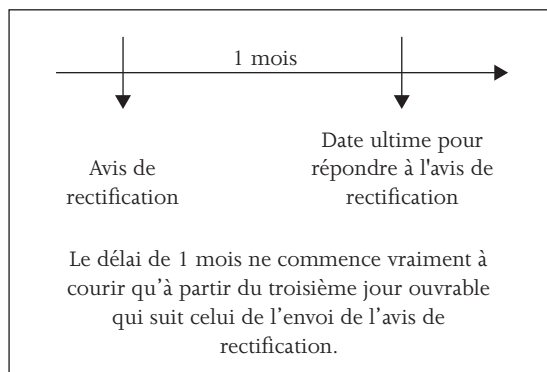 1 mois
Avis de
rectification
Date ultime pour
répondre à l'avis de
rectification
Le délai de 1 mois ne commence vraiment à
courir qu’à partir du troisième jour ouvrable
qui suit celui de l’envoi de l’avis de
rectification.